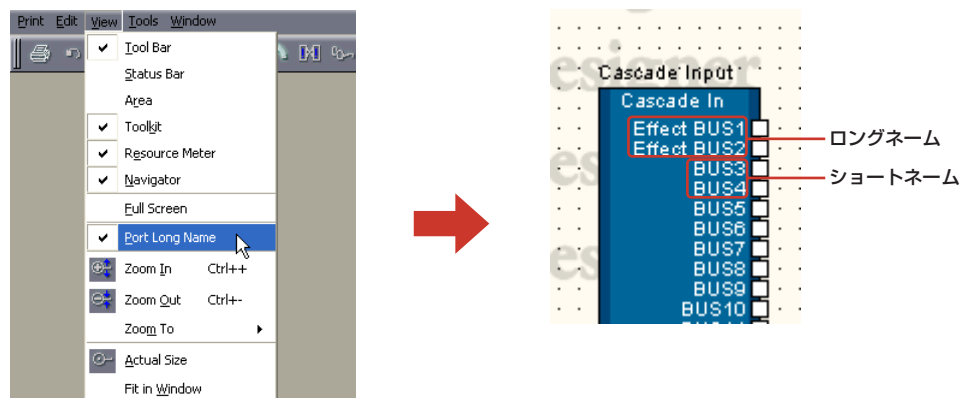 Print Edit View Tools Window
Tool Bar
Status Bar
Area
Toolkit
Resource Meter
Navigator
Full Screen
Port Long Name
Zoom In Ctrl++
Zoom Out Ctrl+-
Zoom To
Actual Size
Fit in Window
esigner
Cascade Input
Cascade In
Effect BUS1
Effect BUS2
BUS3
BUS4
BUS5
BUS6
BUS7
BUS8
BUS9
BUS10
ロングネーム
ショートネーム